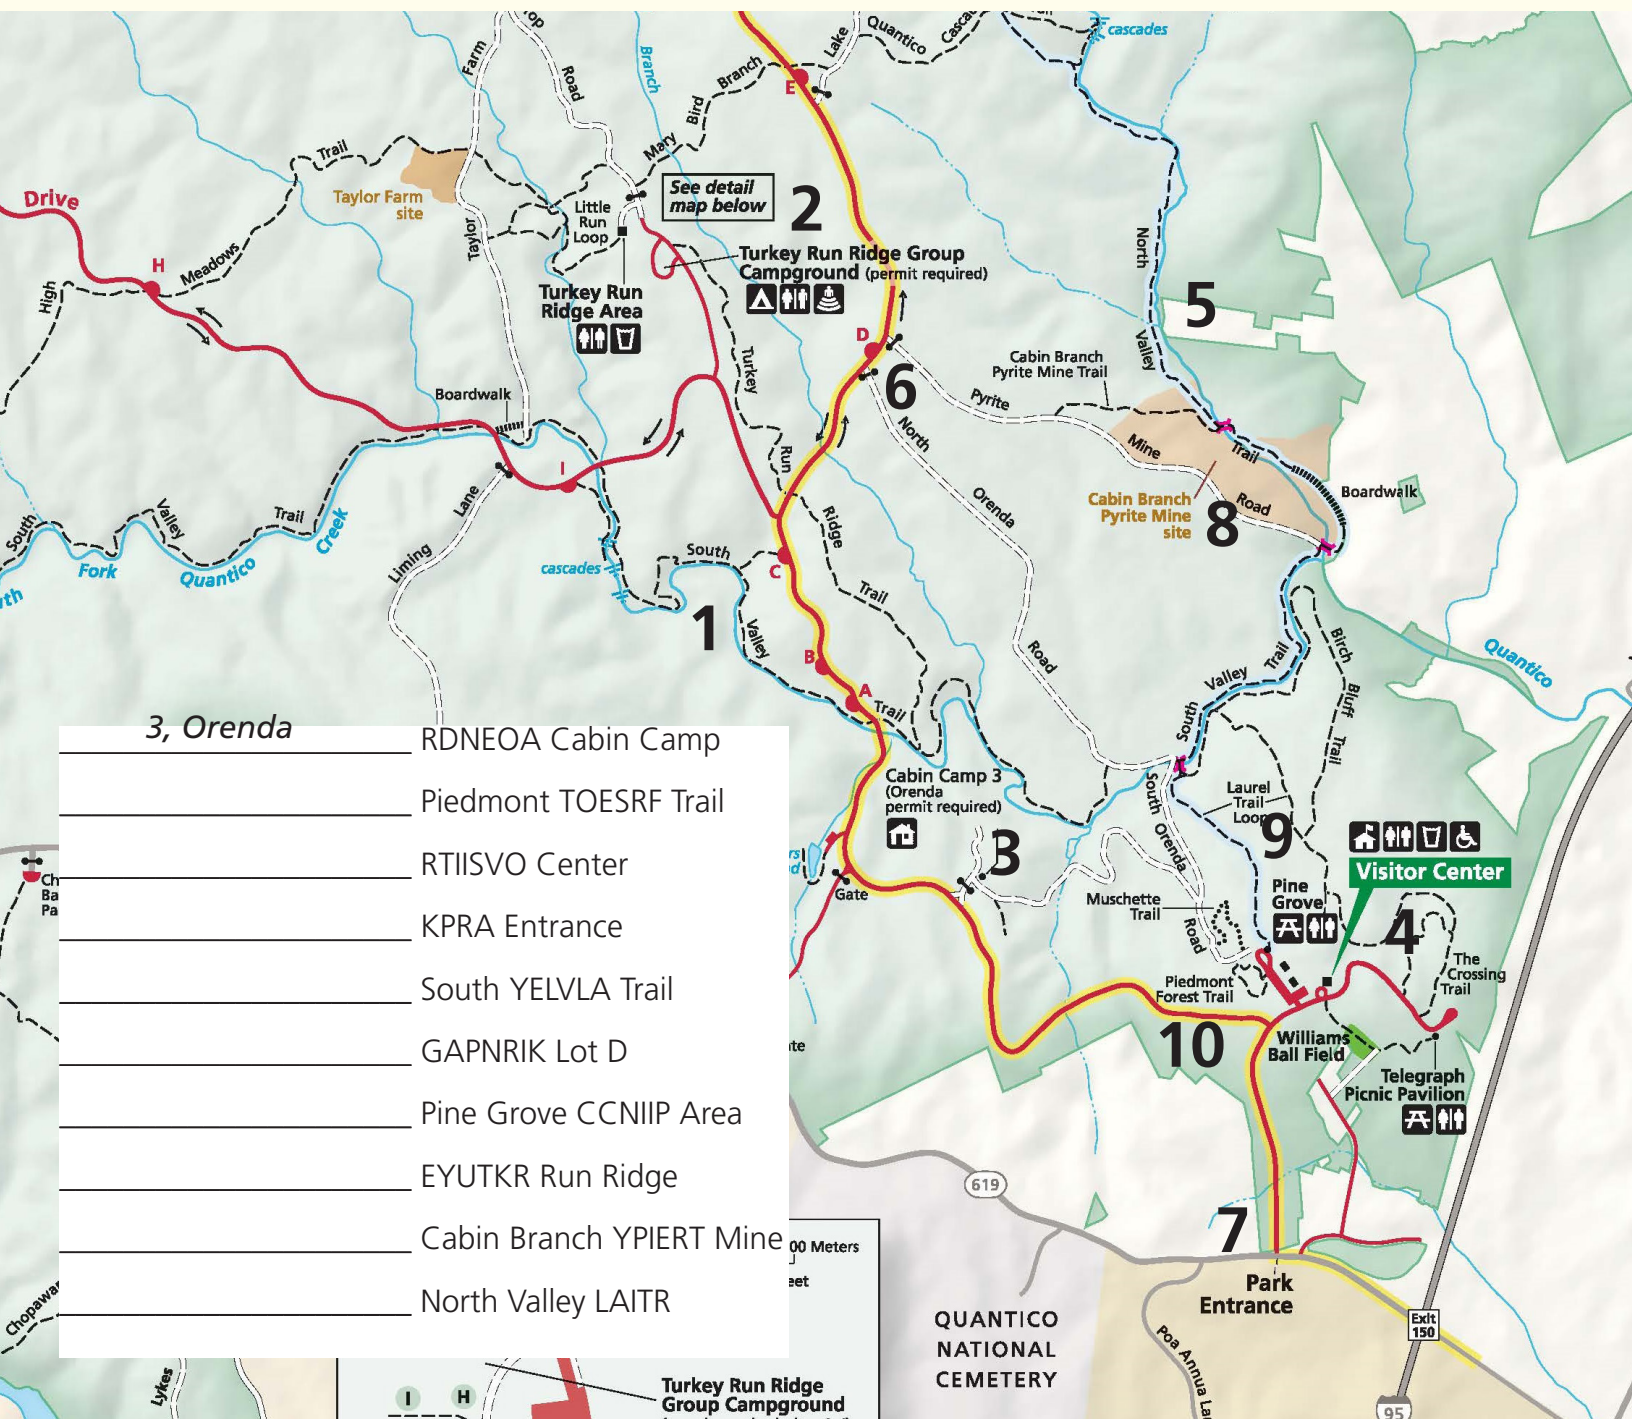 cascades
Top
Road
Farm
Branch
Lake
Quantico
Branch
Bird
Mary
E
Trail
Taylor Farm
site
Drive
Little
Run
Loop
See detail
map below
2
Taylor
North
Valley
H
Meadows
High
Turkey Run Ridge Group
Campground (permit required)
Turkey Run
Ridge Area
5
D
6
Turkey
Run
Ridge
Trail
Cabin Branch
Pyrite Mine Trail
Pyrite
Mine
Road
North
Orenda
Road
Boardwalk
Trail
Boardwalk
Cabin Branch
Pyrite Mine
site
8
I
Lane
Liming
South
Valley
Trail
Fork
Quantico
Creek
cascades
South
Valley
Trail
C
1
B
A
Birch
Bluff
Trail
Quantico
South
Valley
Trail
Cabin Camp 3
(Orenda
permit required)
3
Gate
South Orenda
Road
Laurel
Trail
Loop
9
Visitor Center
Pine
Grove
Muschette
Trail
4
The
Crossing
Trail
Piedmont
Forest Trail
10
Williams
Ball Field
Telegraph
Picnic Pavilion
3, Orenda
RDNEOA Cabin Camp
Piedmont TOESRF Trail
RTIISVO Center
KPRA Entrance
South YELVLA Trail
GAPNRIK Lot D
Pine Grove CCNIIP Area
EYUTKR Run Ridge
Cabin Branch YPIERT Mine
North Valley LAITR
00 Meters
619
7
Park
Entrance
QUANTICO
NATIONAL
CEMETERY
Exit
150
95
Lykes
I
H
Turkey Run Ridge
Group Campground